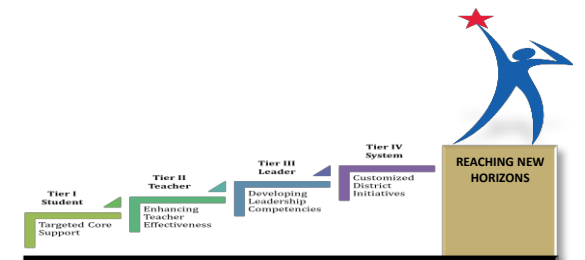 Tier I
Student
Targeted Core
Support
Tier II
Teacher
Enhancing
Teacher
Effectiveness
Tier III
Leader
Developing
Leadership
Competencies
Tier IV
System
Customized
District
Initiatives
REACHING NEW
HORIZONS